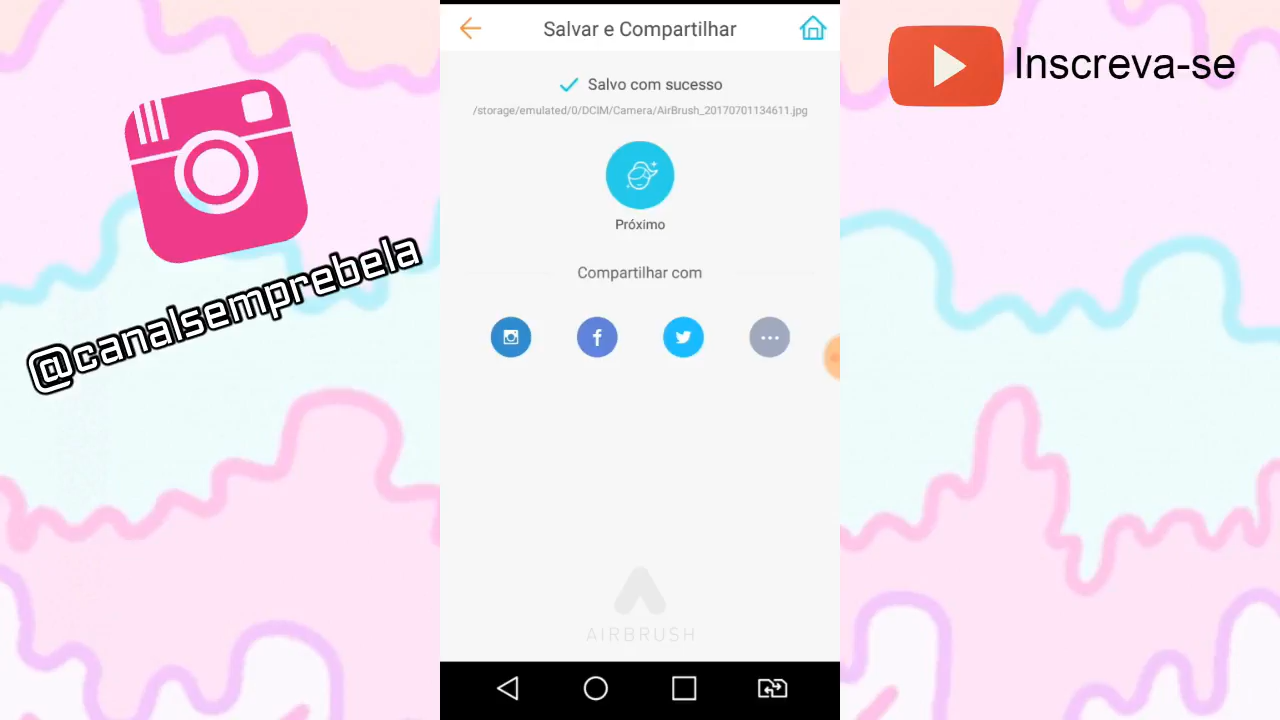 Salvar e Compartilhar
Inscreva-se
Salvo com sucesso
/storage/emulated/0/DCIM/Camera/AirBrush_20170701134611.jpg
Próximo
@canalsemprebela
Compartilhar com
AIRBRUSH